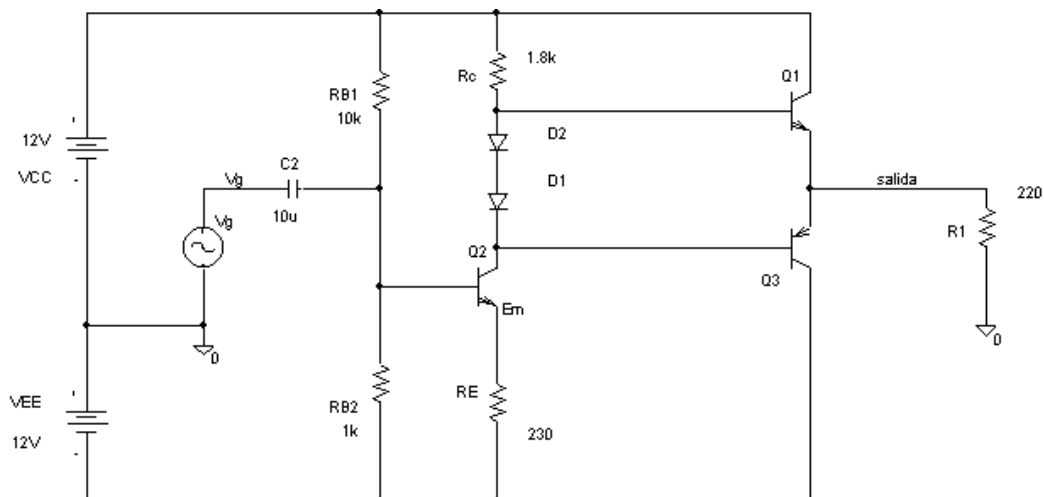 1.8k
Rc
Q1
RB1
10k
12V
VCC
D2
C2
D1
Vg
salida
220
10u
Vg
R1
Q2
Q3
Em
0
0
VEE
RE
RB2
12V
1k
230